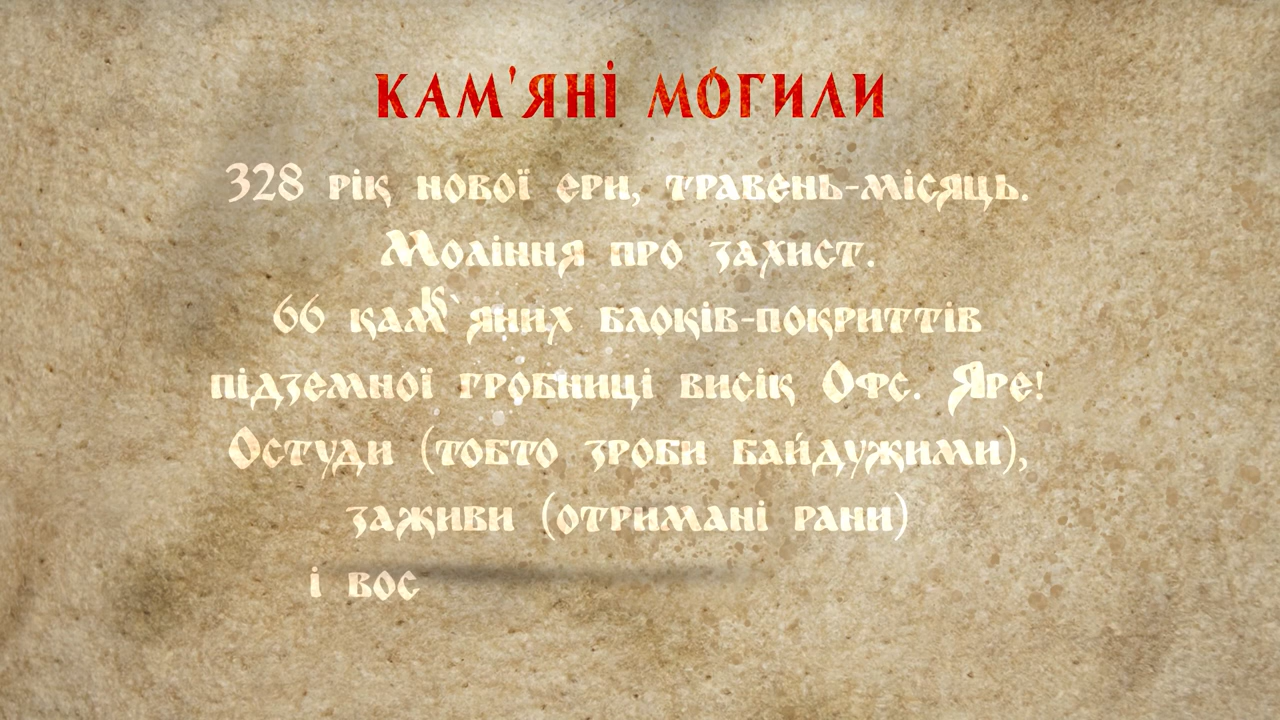 КАМ'ЯНІ МОГИЛИ
328 рік нової ери, травень-місяць.
Моління про захист.
66 кам`яних блоків-покриттів
підземної гробниці висік Офс. Яре!
Остуди (тобто зроби байдужими),
заживи (отримані рани)
і вос